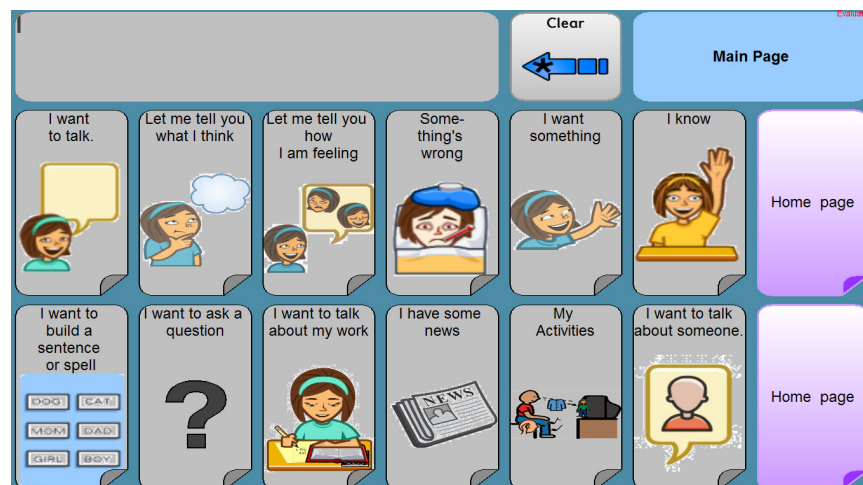 Evalua
Clear
Main Page
I want
to talk.
Let me tell you
what I think
Let me tell you
how
I am feeling
Some-
thing's
wrong
I want
something
I know
Home page
I want to
build a
sentence
or spell
I want to ask a
question
I want to talk
about my work
I have some
news
My
Activities
I want to talk
about someone.
Home page
DOG
CAT
MOM
DAD
GIRL
BOY
NEWS